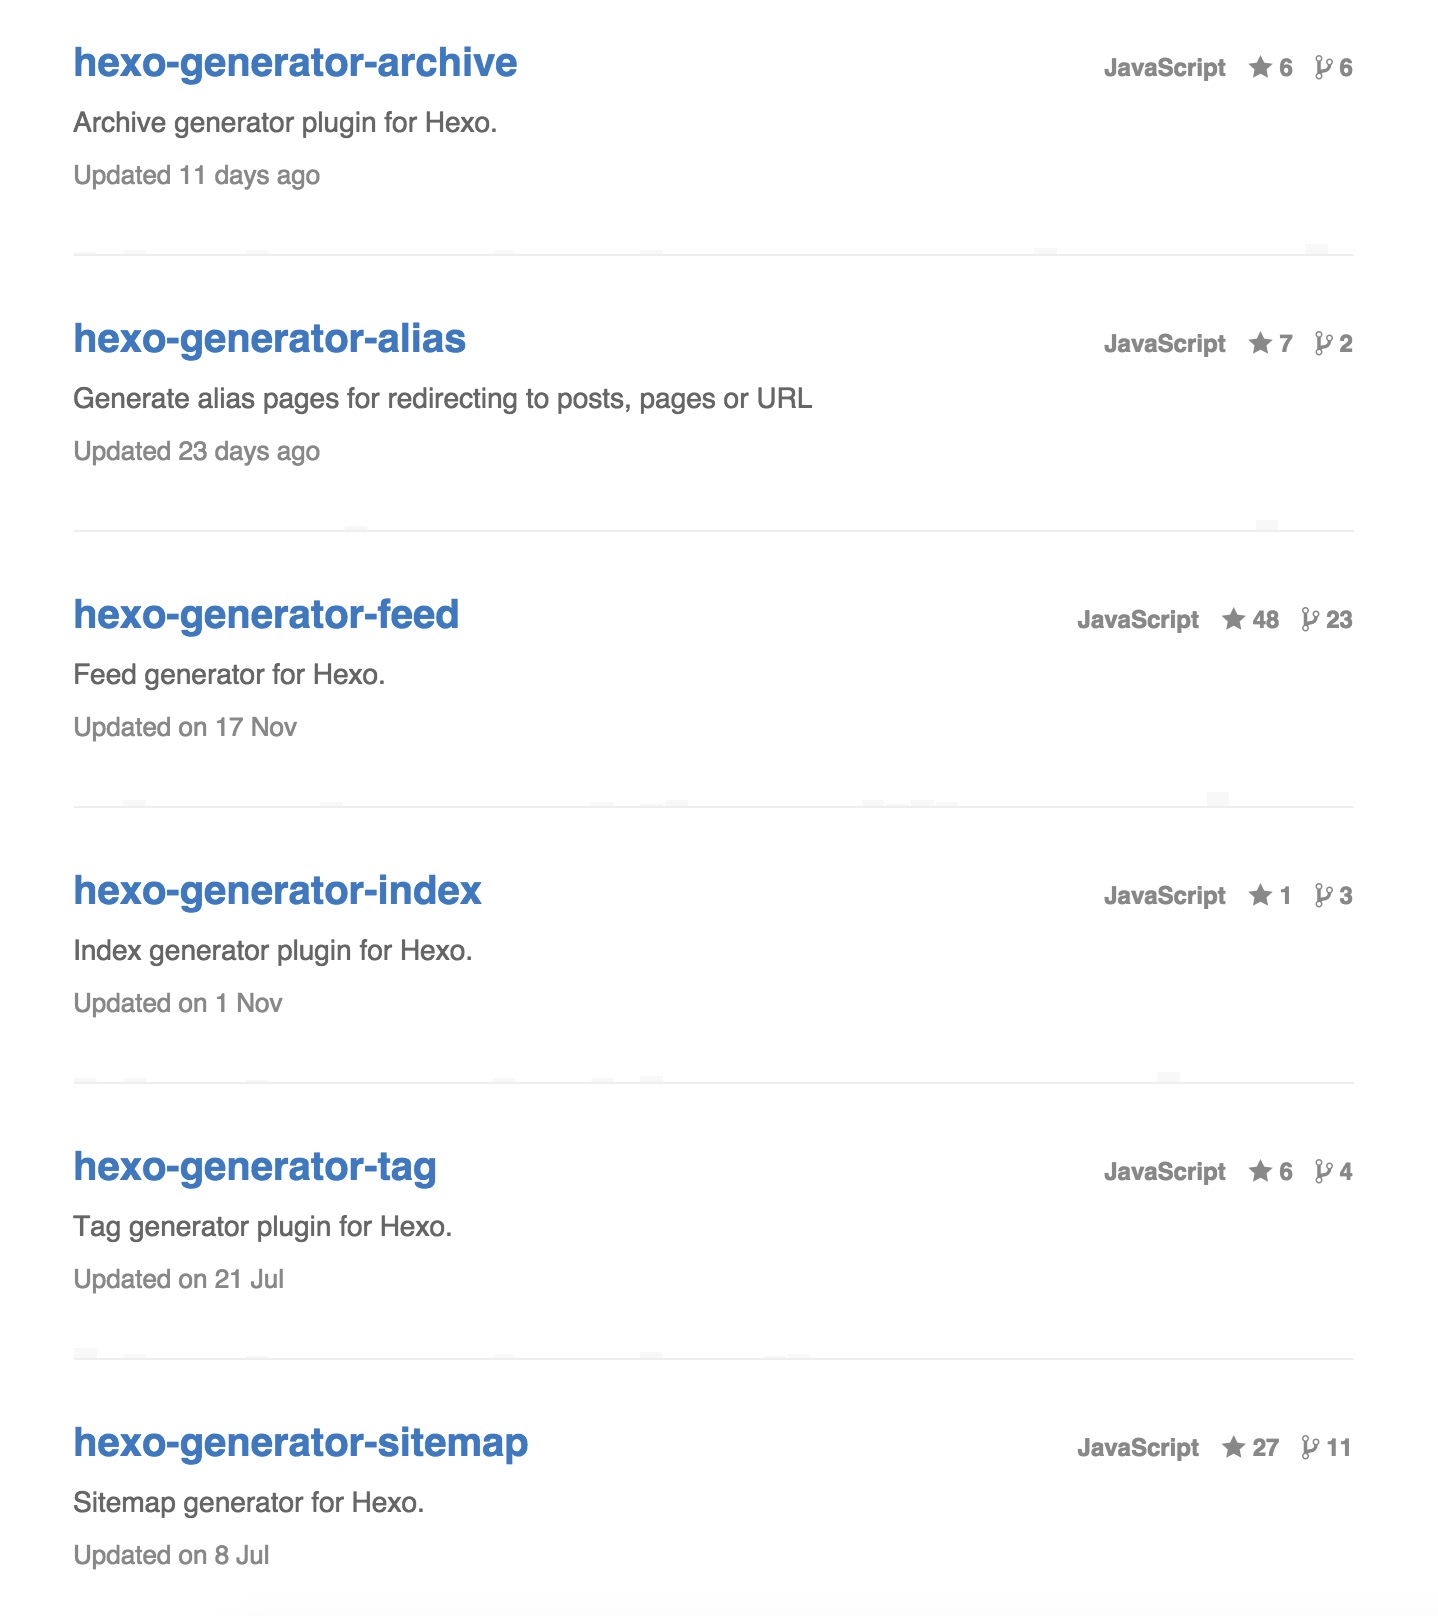 hexo-generator-archive JavaScript 6 6
Archive generator plugin for Hexo.
Updated 11 days ago
hexo-generator-alias JavaScript 7 2
Generate alias pages for redirecting to posts, pages or URL
Updated 23 days ago
hexo-generator-feed JavaScript 48 23
Feed generator for Hexo.
Updated on 17 Nov
hexo-generator-index JavaScript 1 3
Index generator plugin for Hexo.
Updated on 1 Nov
hexo-generator-tag JavaScript 6 4
Tag generator plugin for Hexo.
Updated on 21 Jul
hexo-generator-sitemap JavaScript 27 11
Sitemap generator for Hexo.
Updated on 8 Jul